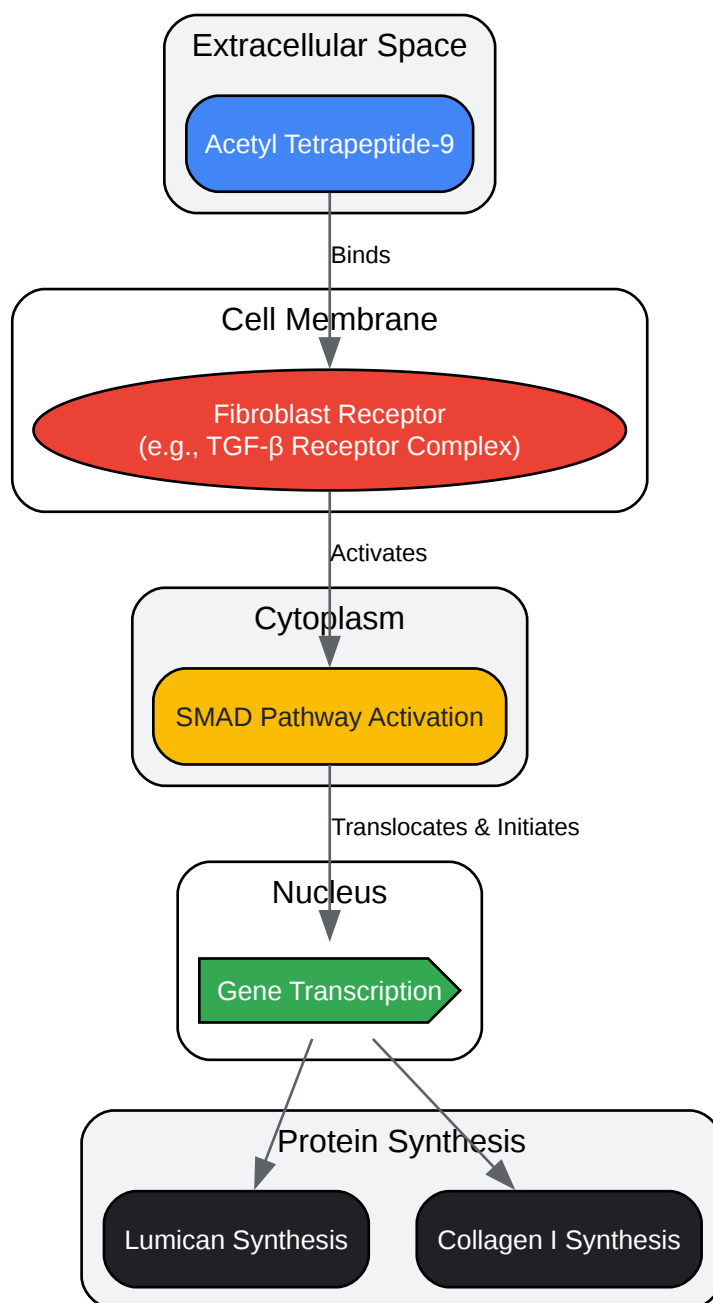 Extracellular Space
Acetyl Tetrapeptide-9
Binds
Cell Membrane
Fibroblast Receptor
(e.g., TGF-β Receptor Complex)
Activates
Cytoplasm
SMAD Pathway Activation
Translocates & Initiates
Nucleus
Gene Transcription
Protein Synthesis
Lumican Synthesis
Collagen I Synthesis